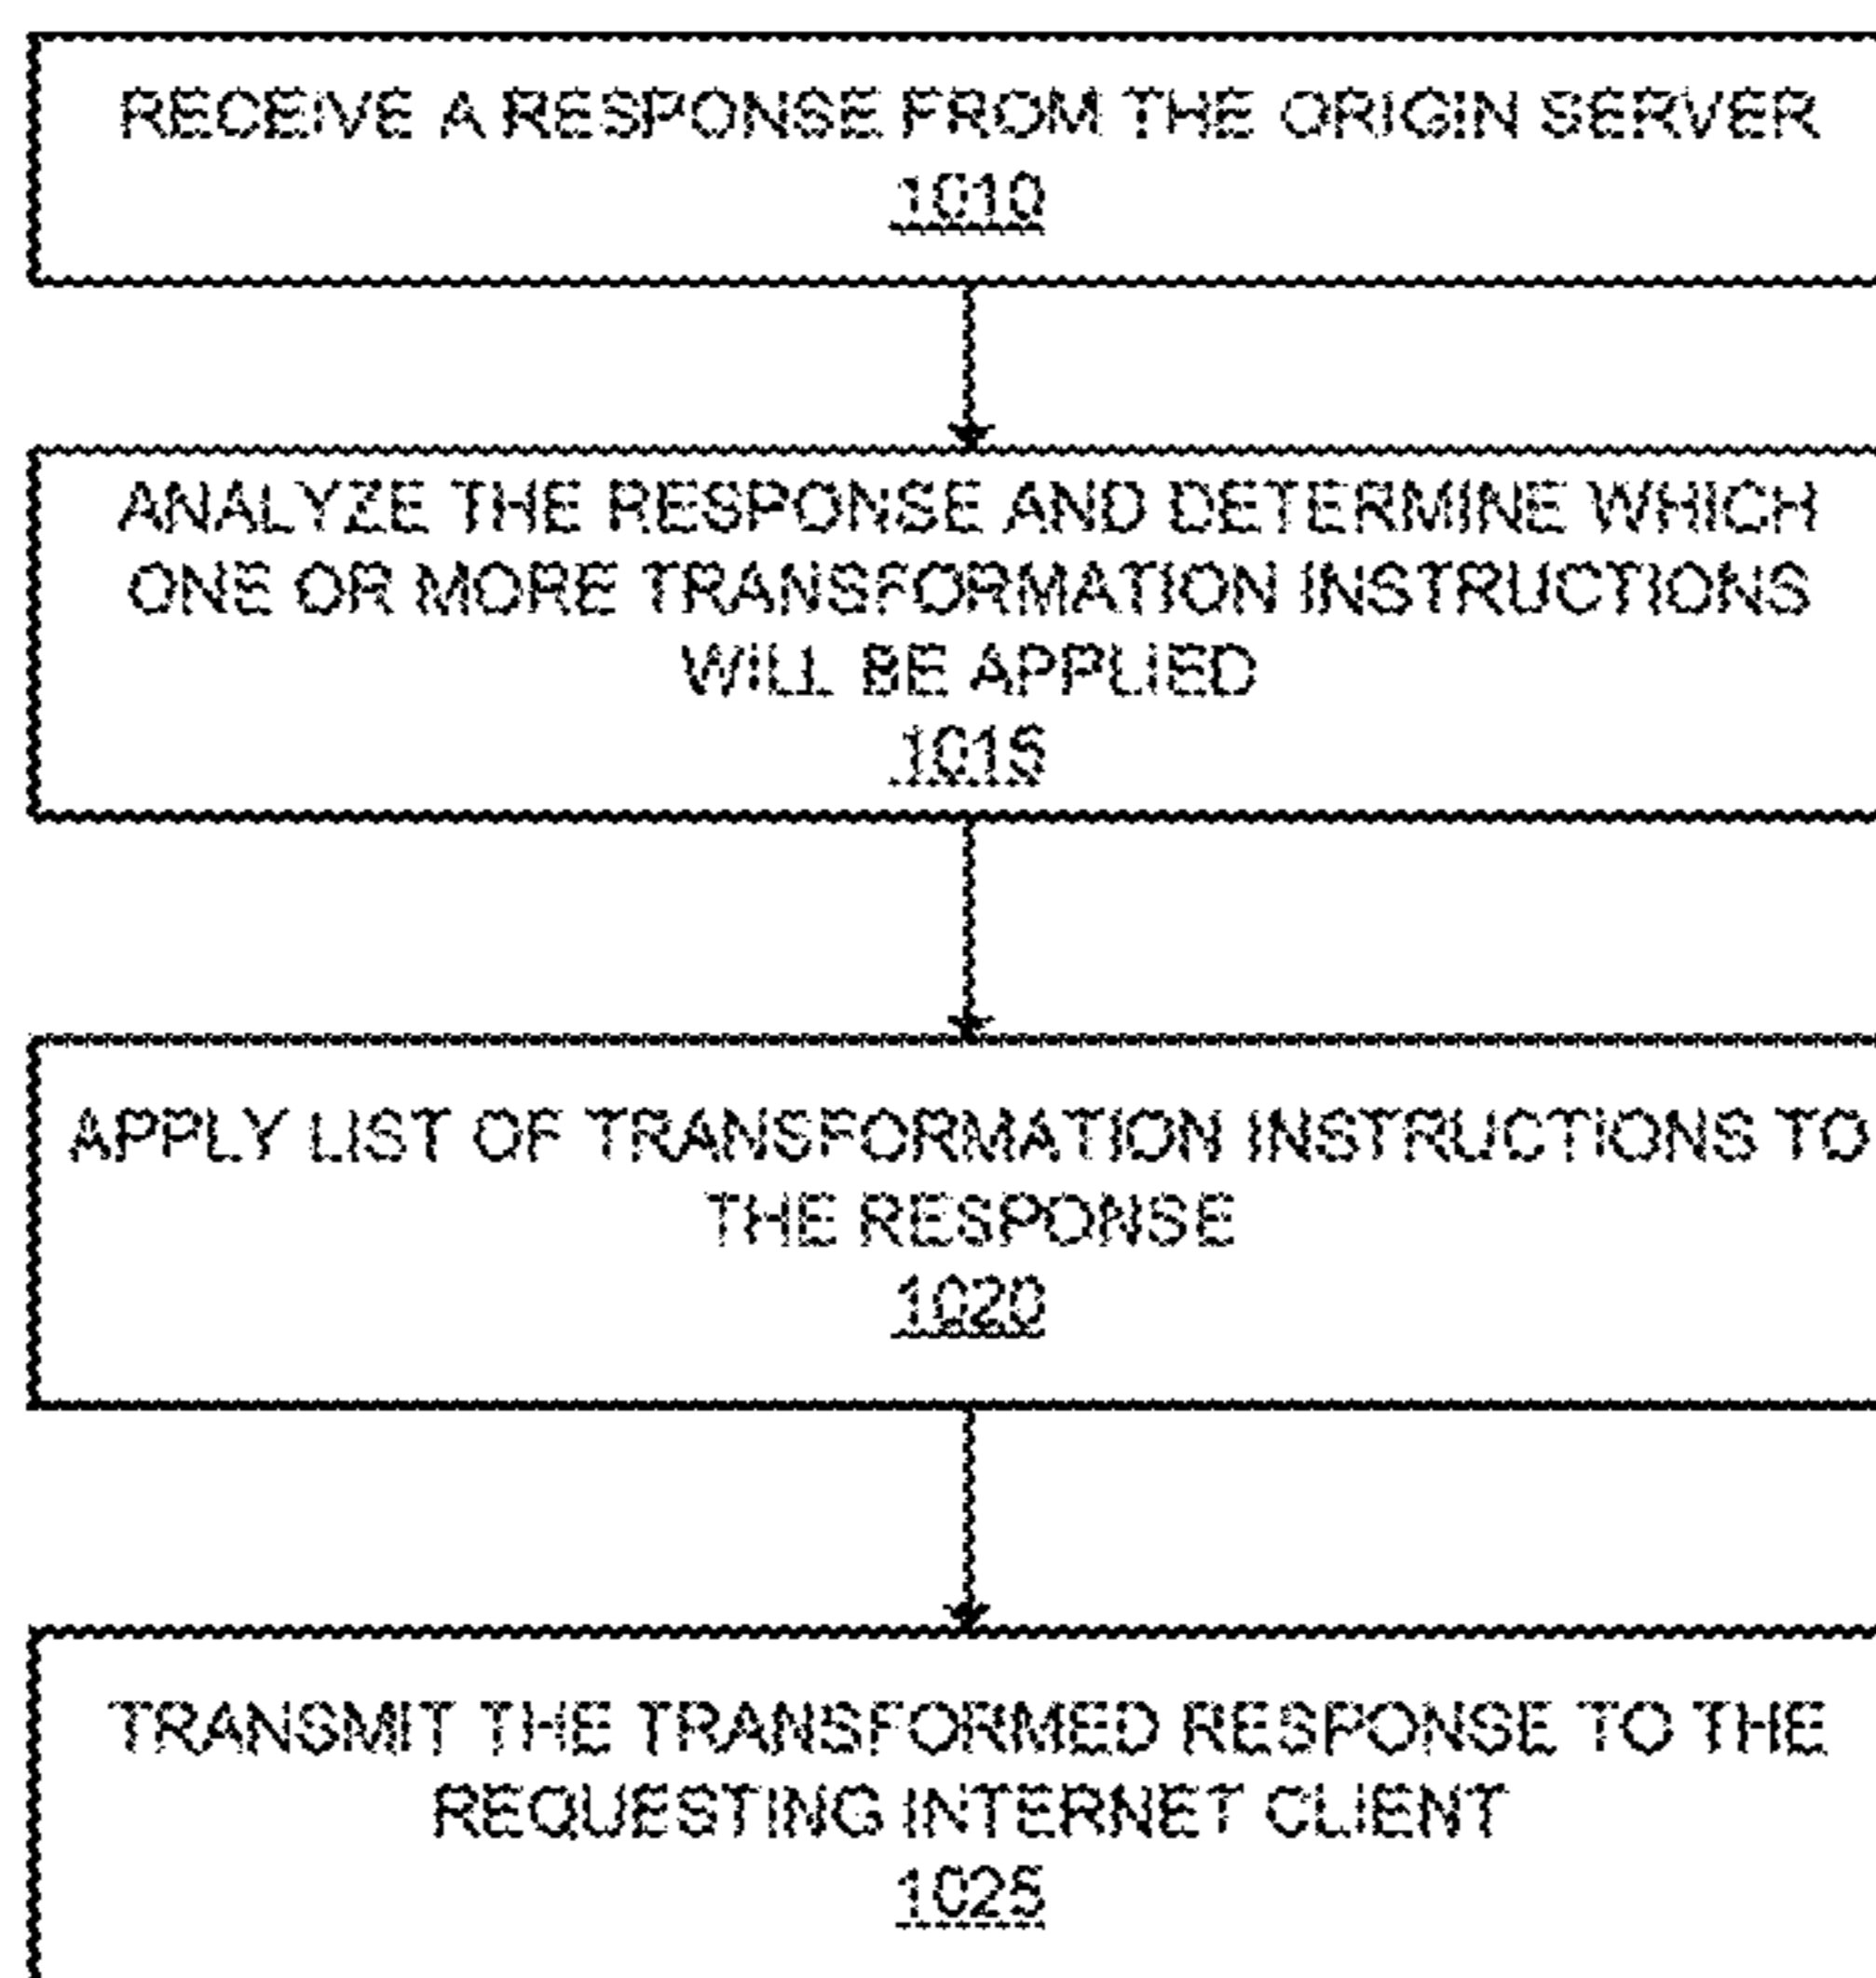 RECEIVE A RESPONSE FROM THE ORIGIN SERVER
1010
ANALYZE THE RESPONSE AND DETERMINE WHICH
ONE OR MORE TRANSFORMATION INSTRUCTIONS
WILL BE APPLIED
1015
APPLY LIST OF TRANSFORMATION INSTRUCTIONS TO
THE RESPONSE
1020
TRANSMIT THE TRANSFORMED RESPONSE TO THE
REQUESTING INTERNET CLIENT
1025